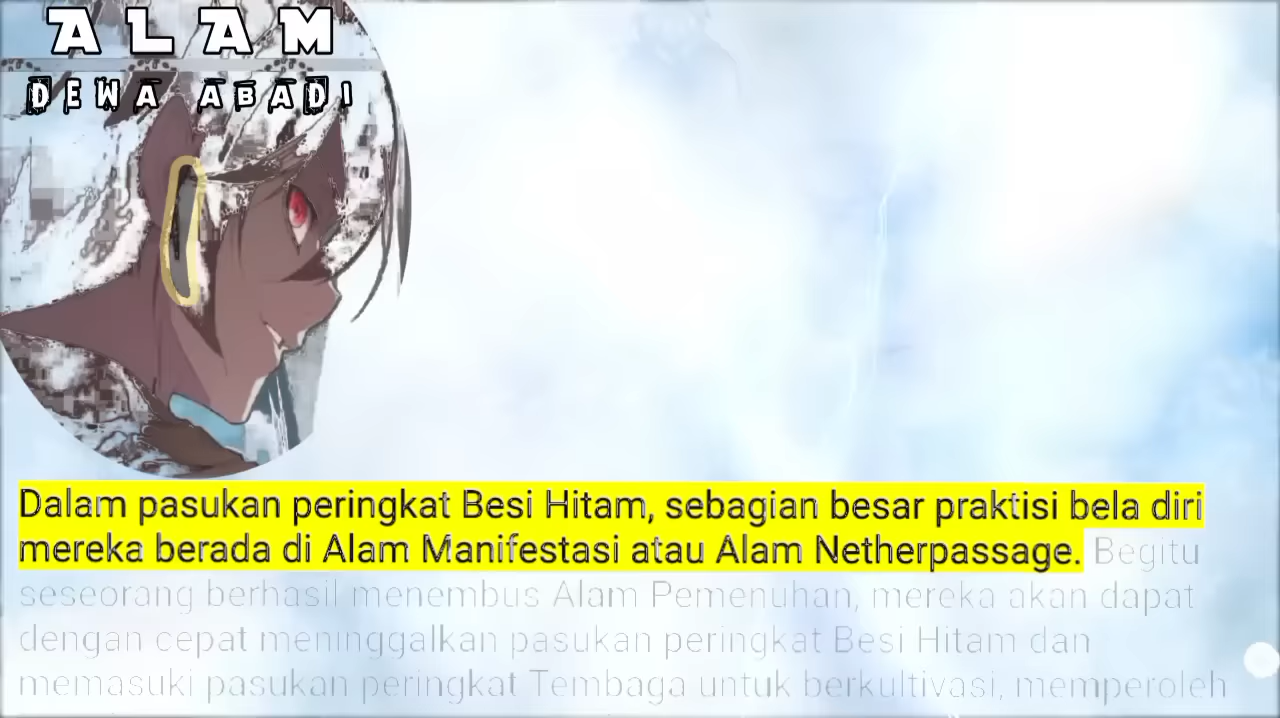 ALAM
DEWA ABADI
Dalam pasukan peringkat Besi Hitam, sebagian besar praktisi bela diri
mereka berada di Alam Manifestasi atau Alam Netherpassage. Begitu
seseorang berhasil menembus Alam Pemenuhan, mereka akan dapat
dengan cepat meninggalkan pasukan peringkat Besi Hitam dan
memasuki pasukan peringkat Tembaga untuk berkultivasi, memperoleh